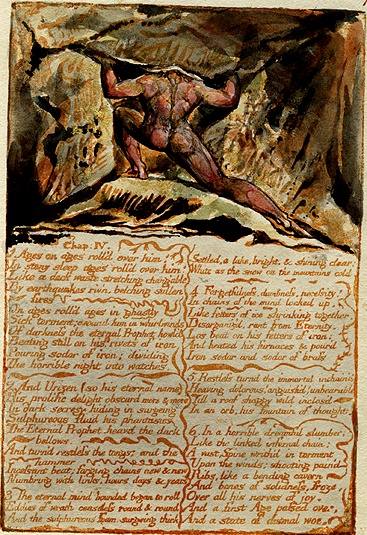 Chap: IV.
Ages on ages roll'd over him!
In stony sleep ages roll'd over him!
Like a dark waste stretching chang'able
By earthquakes riv'n, belching sullen
fires
On ages roll'd ages in ghastly
Sick torment; around him in whirlwinds
Of darkness the eternal Prophet howl'd
Beating still on his rivets of iron
Pouring sodor of iron; dividing
The horrible night into watches
2. And Urizen (so his eternal name)
His prolific delight obscurd more & more
In dark secresy hiding in surgeing
Sulphureous fluid his phantasies.
The Eternal Prophet heavd the dark
bellows
And turnd restless the tongs; and the
hammer
Incessant beat; forging chains new & new
Numbring with links, hours, days & years
3. The eternal mind bounded began to roll
Eddies of wrath ceaseless round & round
And the sulphureous foam surgeing thick
Settled, a lake, bright, & shining clear:
White as the snow on the mountains cold
4. Forgetfulness, dumbness, necessity!
In chains of the mind locked up
Like fetters of ice shrinking together
Disorganiz'd, rent from Eternity.
Los beat on his fetters of iron;
And heated his furnaces & pour'd
Iron sodor and sodor of brass
5. Restless turnd the immortal inchain'd
Heaving dolorous! anguish'd! unbearable
Till a roof shaggy wild inclos'd
In an orb, his fountain of thought.
6. In a horrible dreamful slumber;
Like the linked infernal chain;
A vast Spine writh'd in torment
Upon the winds; shooting pain'd
Ribs, like a bending cavern
And bones of solidness, froze
Over all his nerves of joy.
And a first Age passed over,
And a state of dismal woe.